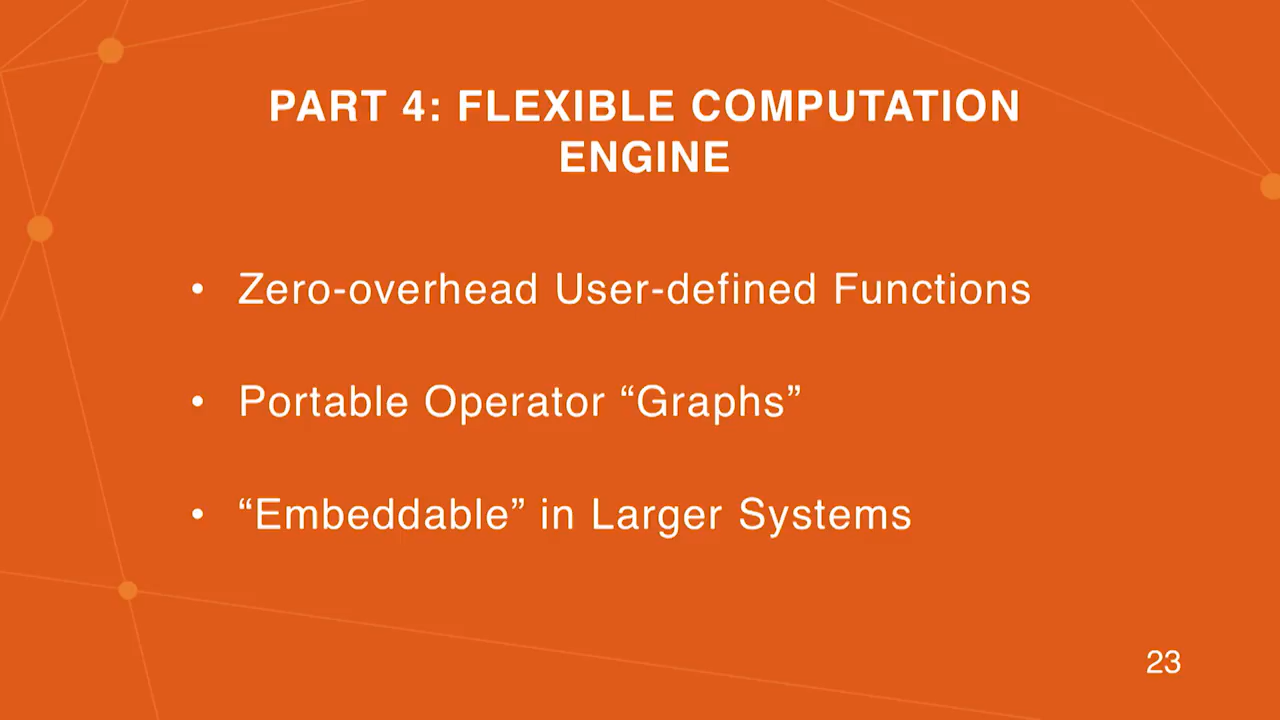 PART 4: FLEXIBLE COMPUTATION
ENGINE
• Zero-overhead User-defined Functions
• Portable Operator “Graphs”
• “Embeddable” in Larger Systems
23